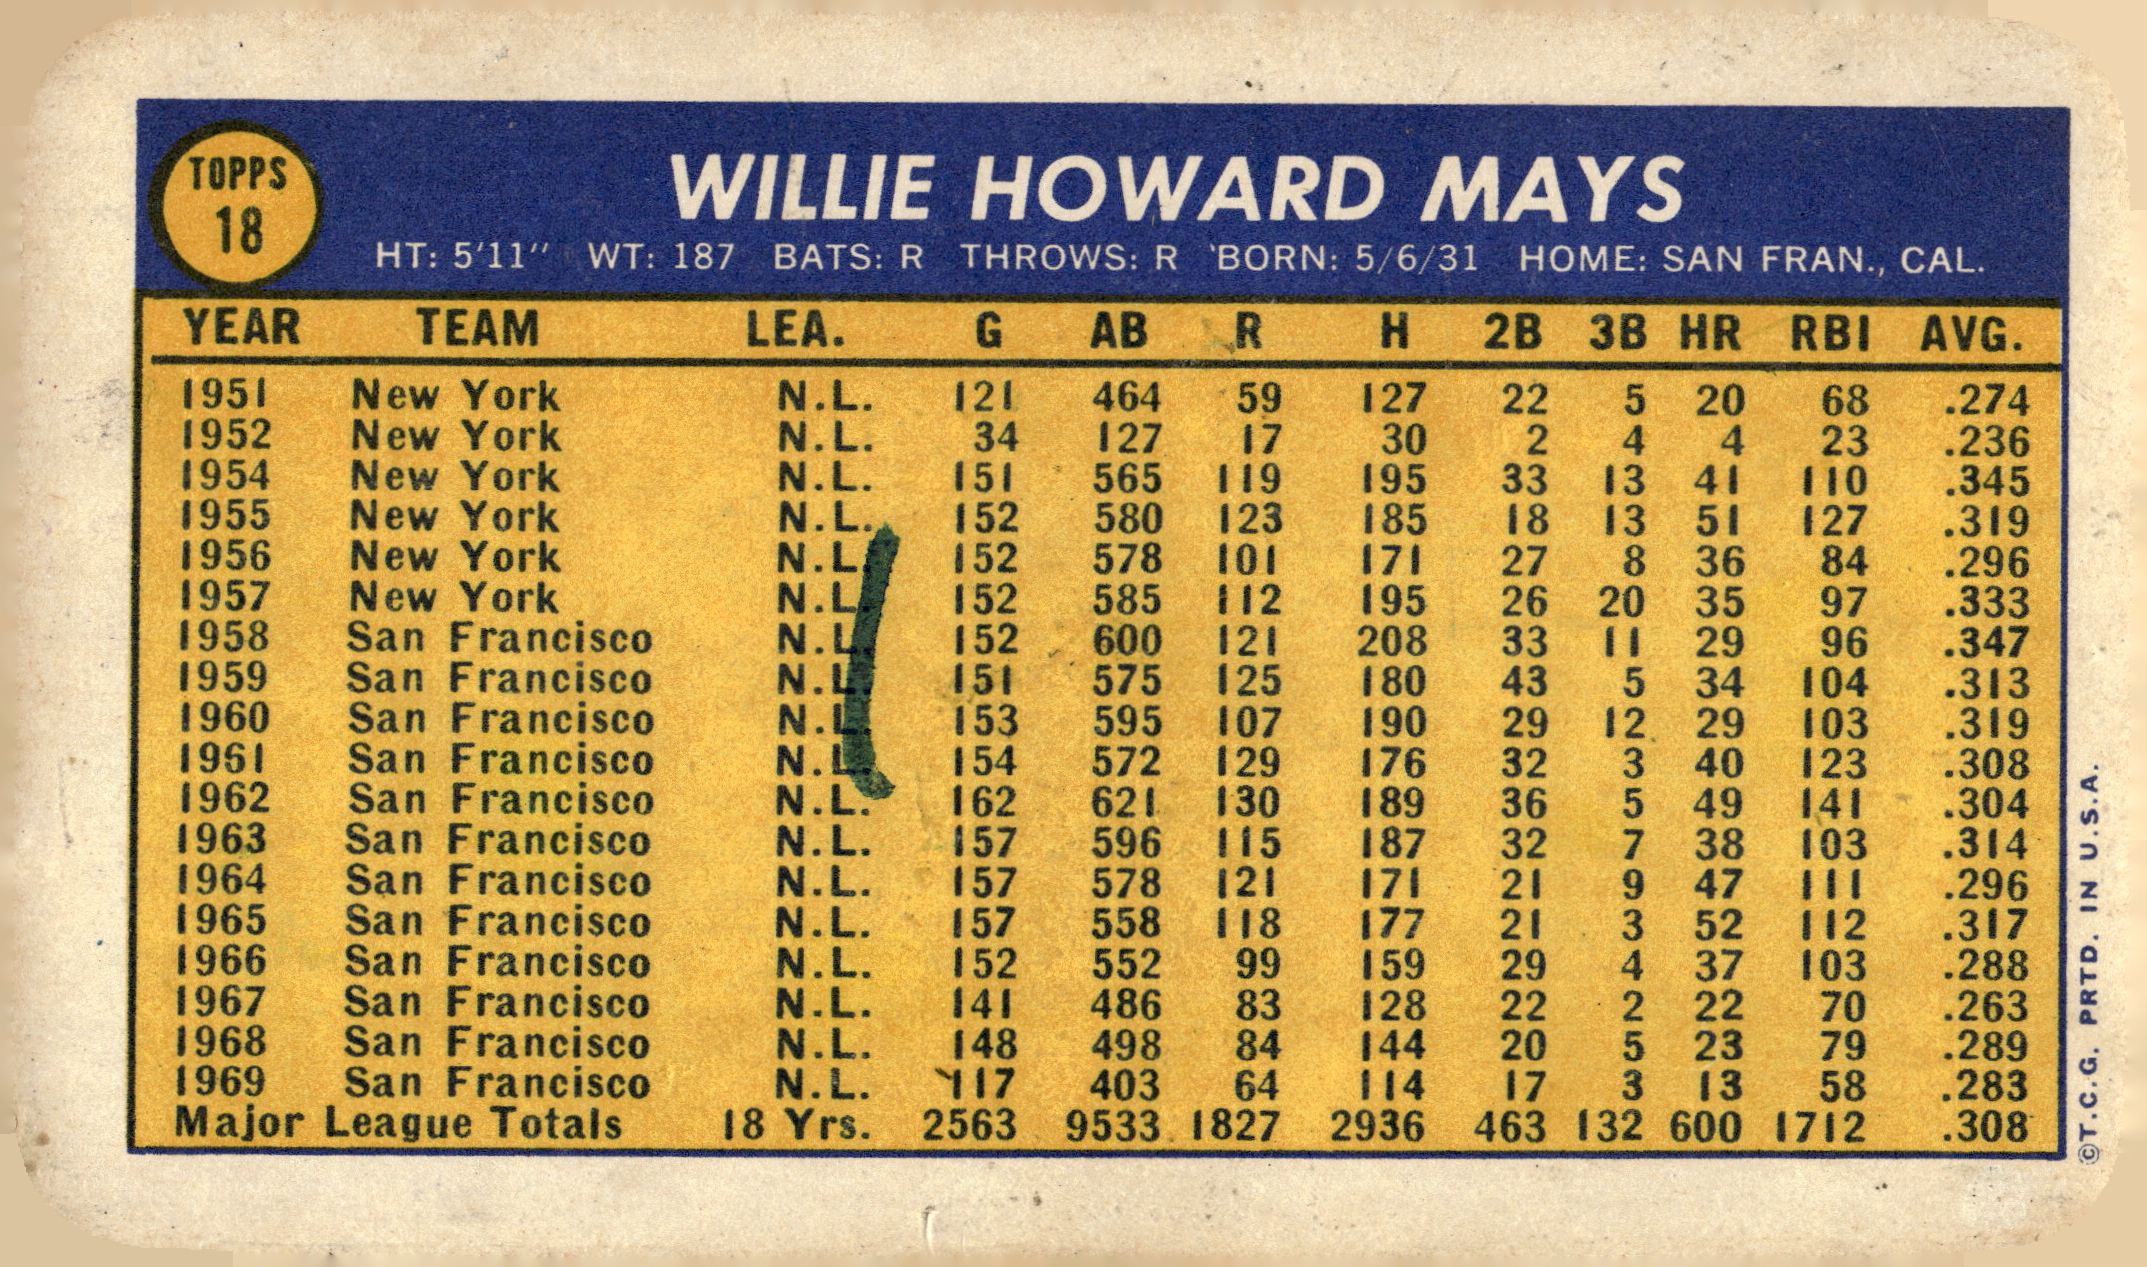 TOPPS
18
WILLIE HOWARD MAYS
HT: 5'11" WT: 187 BATS: R THROWS: R 'BORN: 5/6/31 HOME: SAN FRAN., CAL.
YEAR TEAM LEA. G AB R H 2B 3B HR RBI AVG.
1951 New York N.L. 121 464 59 127 22 5 20 68 .274
1952 New York N.L. 34 127 17 30 2 4 4 23 .236
1954 New York N.L. 151 565 119 195 33 13 41 110 .345
1955 New York N.L. 152 580 123 185 18 13 51 127 .319
1956 New York N.L. 152 578 101 171 27 8 36 84 .296
1957 New York N.L. 152 585 112 195 26 20 35 97 .333
1958 San Francisco N.L. 152 600 121 208 33 11 29 96 .347
1959 San Francisco N.L. 151 575 125 180 43 5 34 104 .313
1960 San Francisco N.L. 153 595 107 190 29 12 29 103 .319
1961 San Francisco N.L. 154 572 129 176 32 3 40 123 .308
1962 San Francisco N.L. 162 621 130 189 36 5 49 141 .304
1963 San Francisco N.L. 157 596 115 187 32 7 38 103 .314
1964 San Francisco N.L. 157 578 121 171 21 9 47 111 .296
1965 San Francisco N.L. 157 558 118 177 21 3 52 112 .317
1966 San Francisco N.L. 152 552 99 159 29 4 37 103 .288
1967 San Francisco N.L. 141 486 83 128 22 2 22 70 .263
1968 San Francisco N.L. 148 498 84 144 20 5 23 79 .289
1969 San Francisco N.L. 117 403 64 114 17 3 13 58 .283
Major League Totals 18 Yrs. 2563 9533 1827 2936 463 132 600 1712 .308
©T.C.G. PRTD. IN U.S.A.